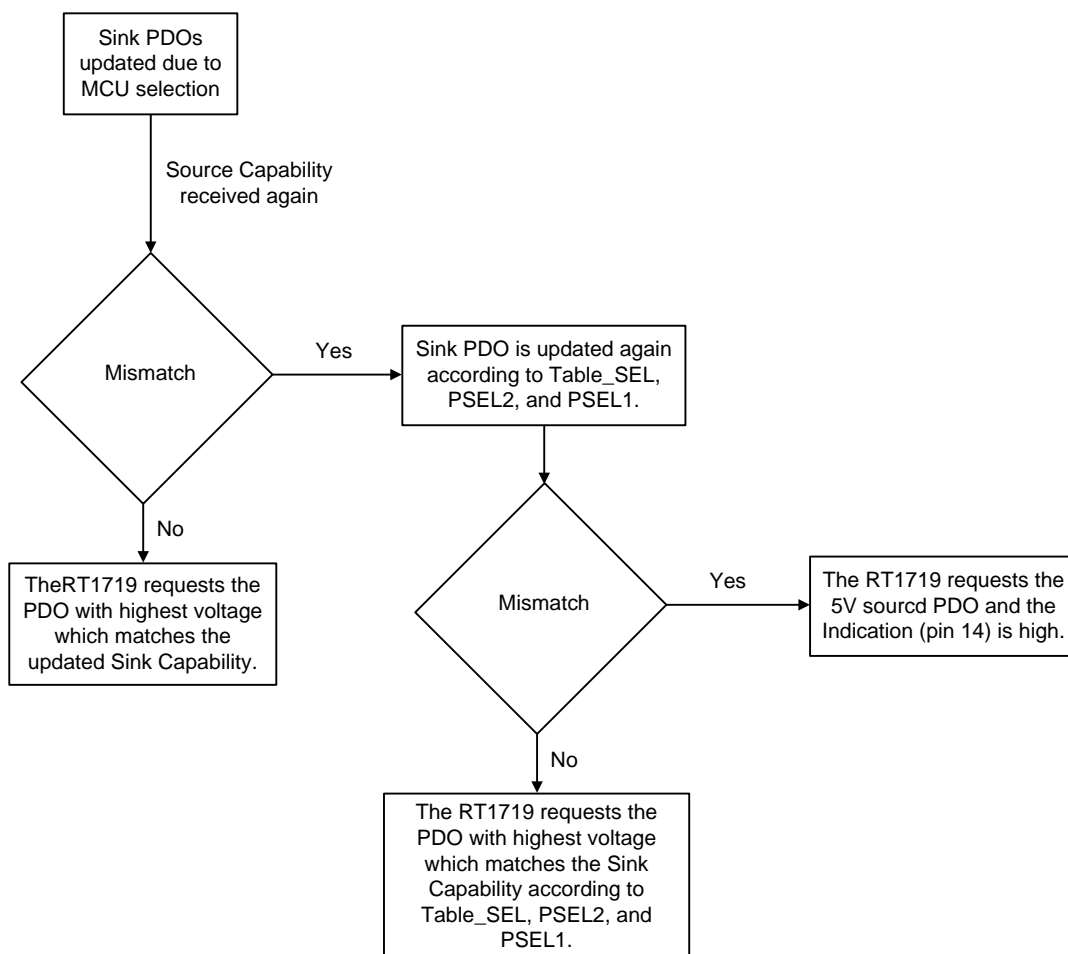 Sink PDOs
updated due to
MCU selection
Source Capability
received again
Mismatch
Yes
Sink PDO is updated again
according to Table_SEL,
PSEL2, and PSEL1.
No
TheRT1719 requests the
PDO with highest voltage
which matches the
updated Sink Capability.
Mismatch
Yes
The RT1719 requests the
5V sourcd PDO and the
Indication (pin 14) is high.
No
The RT1719 requests the
PDO with highest voltage
which matches the Sink
Capability according to
Table_SEL, PSEL2, and
PSEL1.